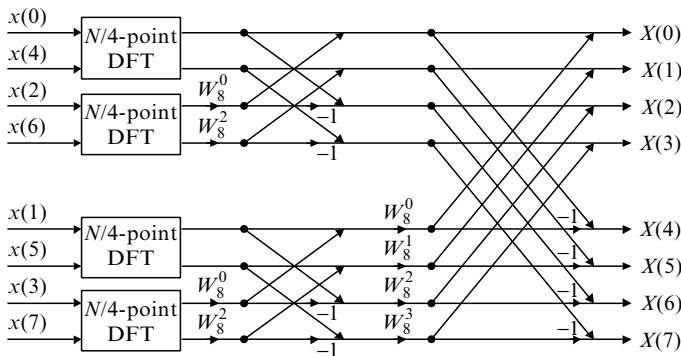 x(0) N/4-point X(0)
x(4) DFT X(1)
x(2) N/4-point W_8^0 -1 X(2)
x(6) DFT W_8^2 -1 X(3)
x(1) N/4-point W_8^0 -1 X(4)
x(5) DFT W_8^1 -1 X(5)
x(3) N/4-point W_8^0 -1 W_8^2 -1 X(6)
x(7) DFT W_8^2 -1 W_8^3 -1 X(7)